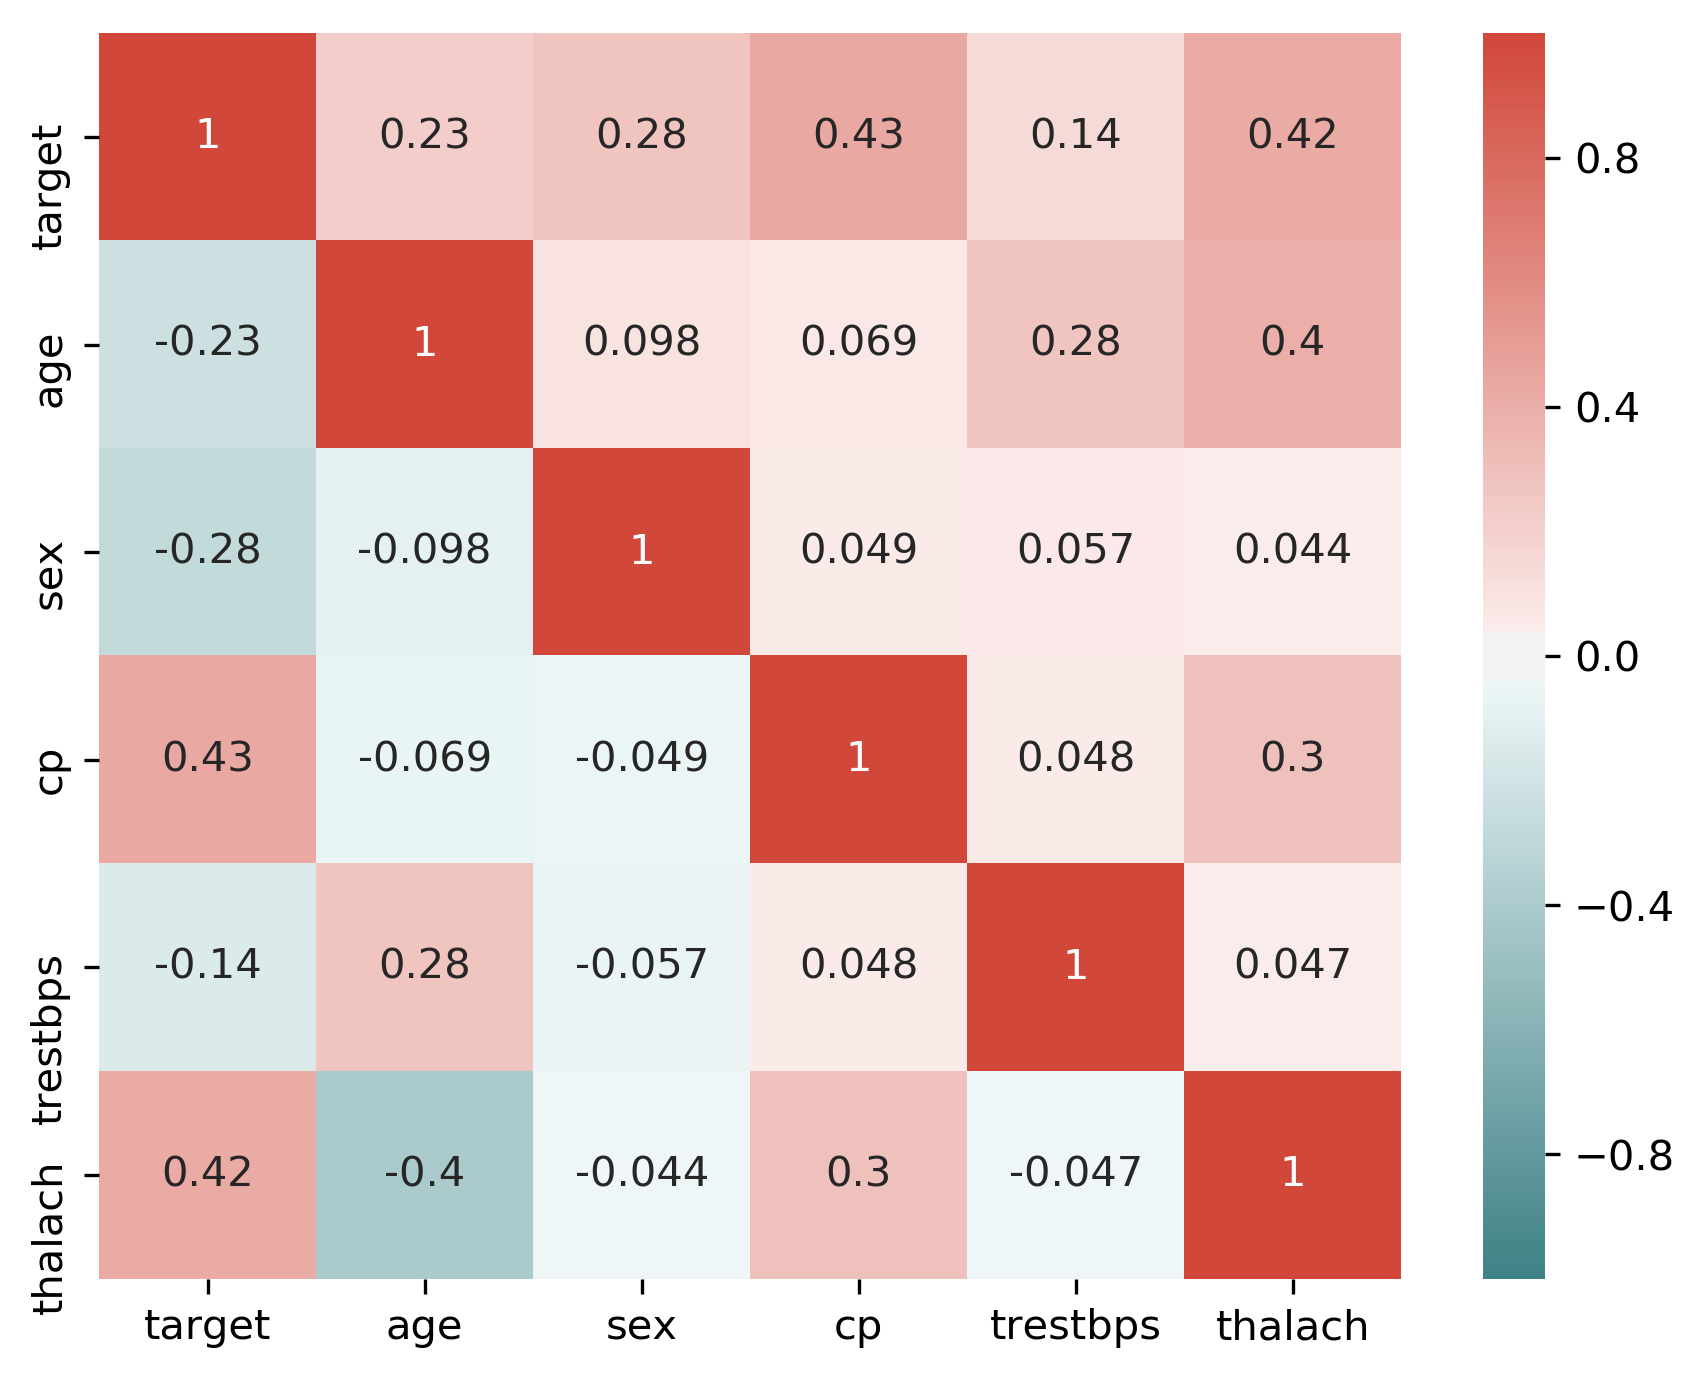 target 1 0.23 0.28 0.43 0.14 0.42
age -0.23 1 0.098 0.069 0.28 0.4
sex -0.28 -0.098 1 0.049 0.057 0.044
cp 0.43 -0.069 -0.049 1 0.048 0.3
trestbps -0.14 0.28 -0.057 0.048 1 0.047
thalach 0.42 -0.4 -0.044 0.3 -0.047 1
target age sex cp trestbps thalach
0.8
0.4
0.0
−0.4
−0.8